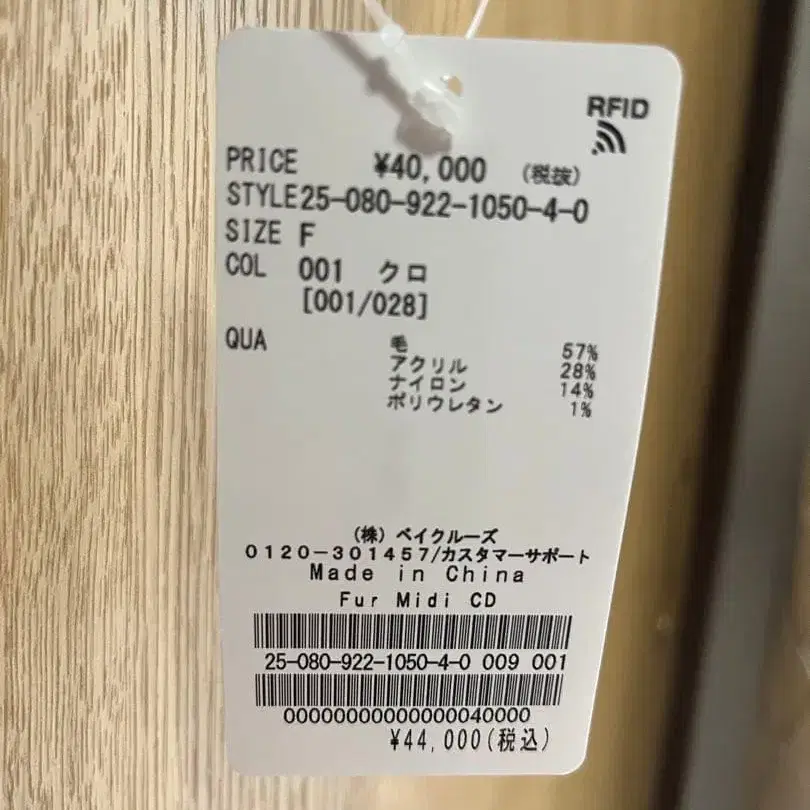 RFID
PRICE ¥40,000 (税抜)
STYLE 25-080-922-1050-4-0
SIZE F
COL 001 クロ
[001/028]
QUA 毛 57%
アクリル 28%
ナイロン 14%
ポリウレタン 1%
(株) ベイクルーズ
0120-301457/カスタマーサポート
Made in China
Fur Midi CD
25-080-922-1050-4-0 009 001
00000000000000040000
¥44,000(税込)